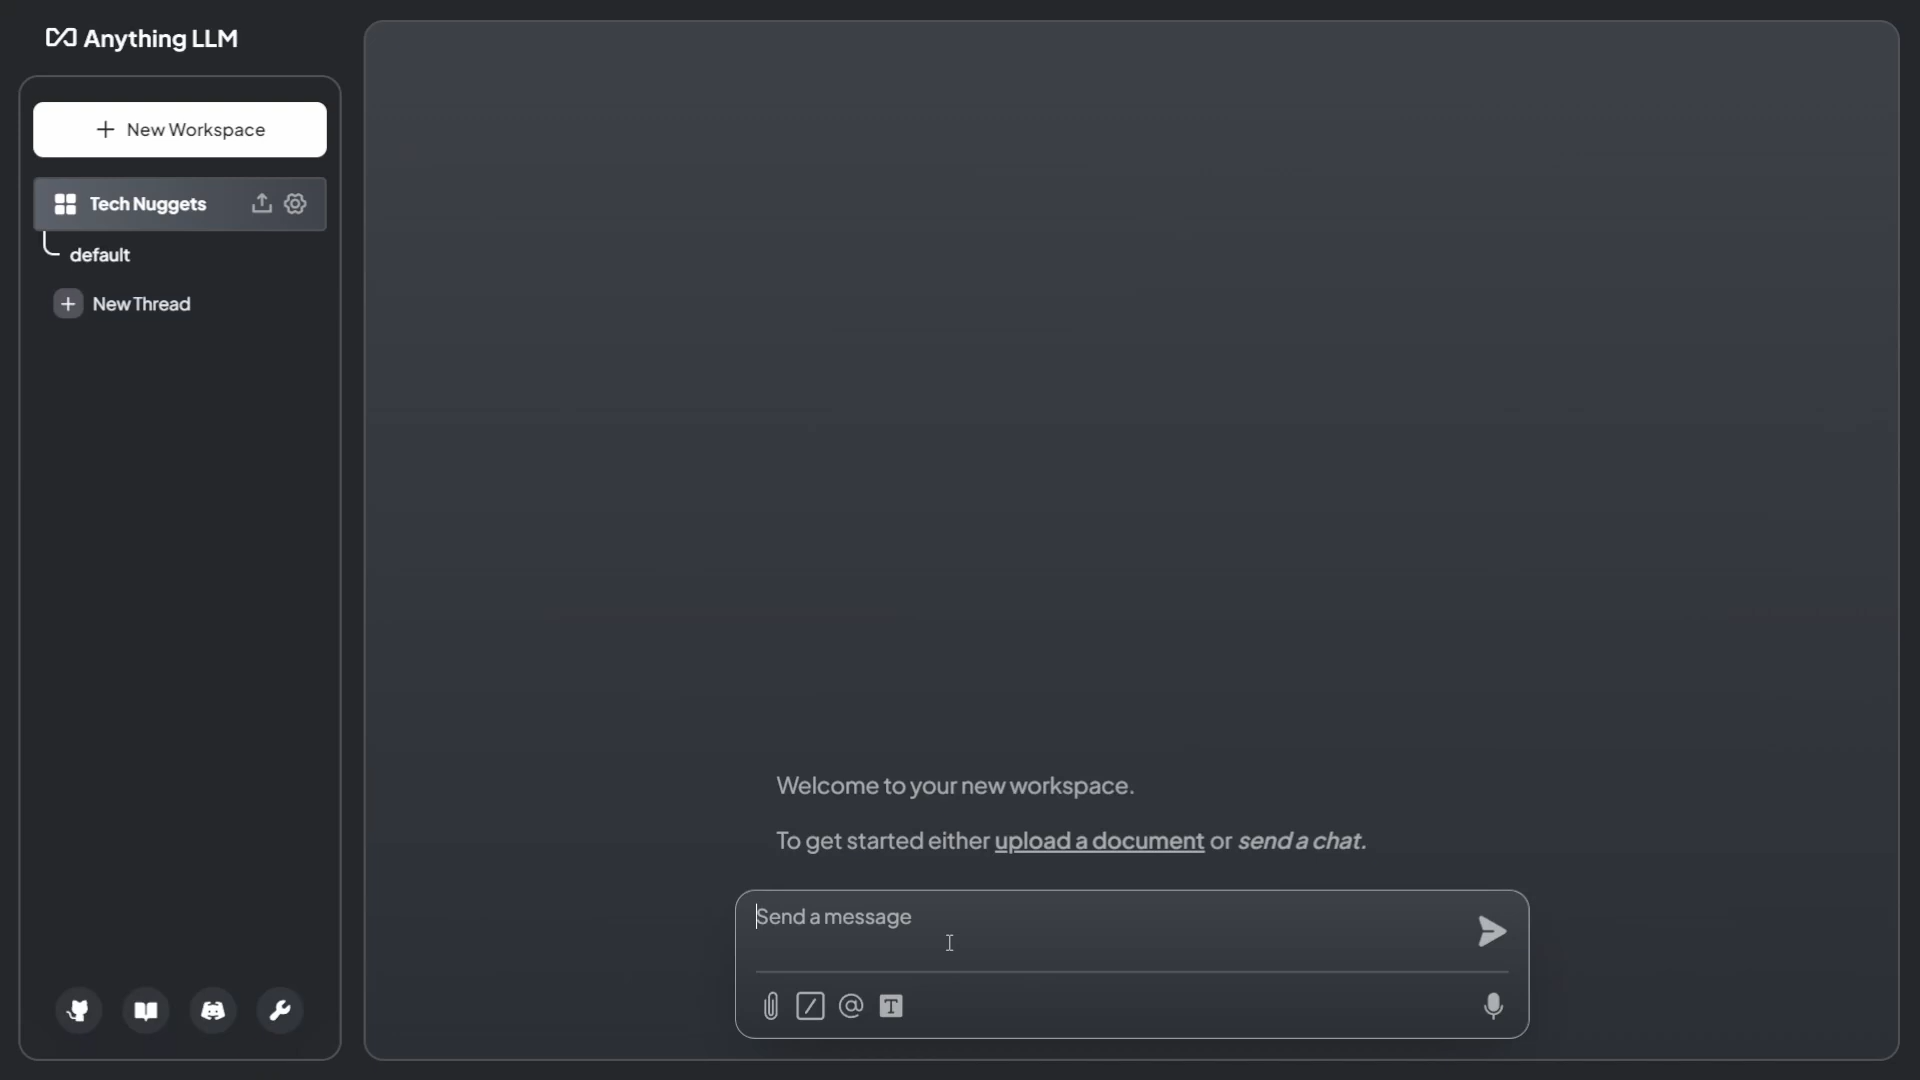 Anything LLM
New Workspace
Tech Nuggets
default
New Thread
Welcome to your new workspace.
To get started either upload a document or send a chat.
Send a message